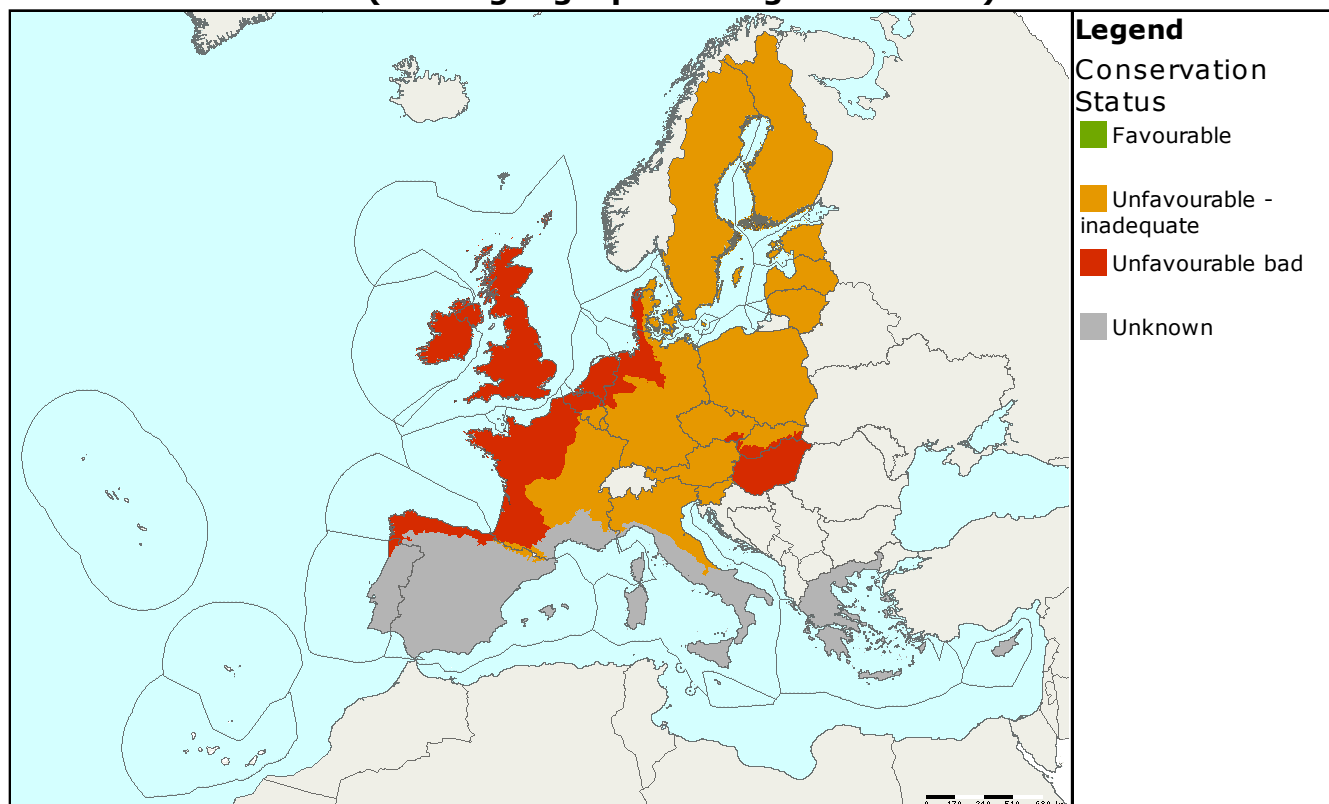 Legend
Conservation
Status
Favourable
Unfavourable -
inadequate
Unfavourable bad
Unknown